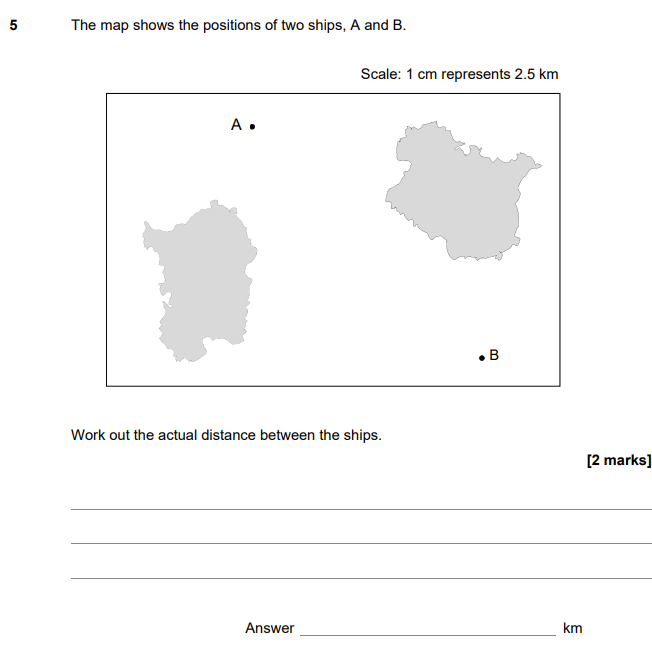 5 The map shows the positions of two ships, A and B.
Scale: 1 cm represents 2.5 km
A
B
Work out the actual distance between the ships.
[2 marks]
Answer km